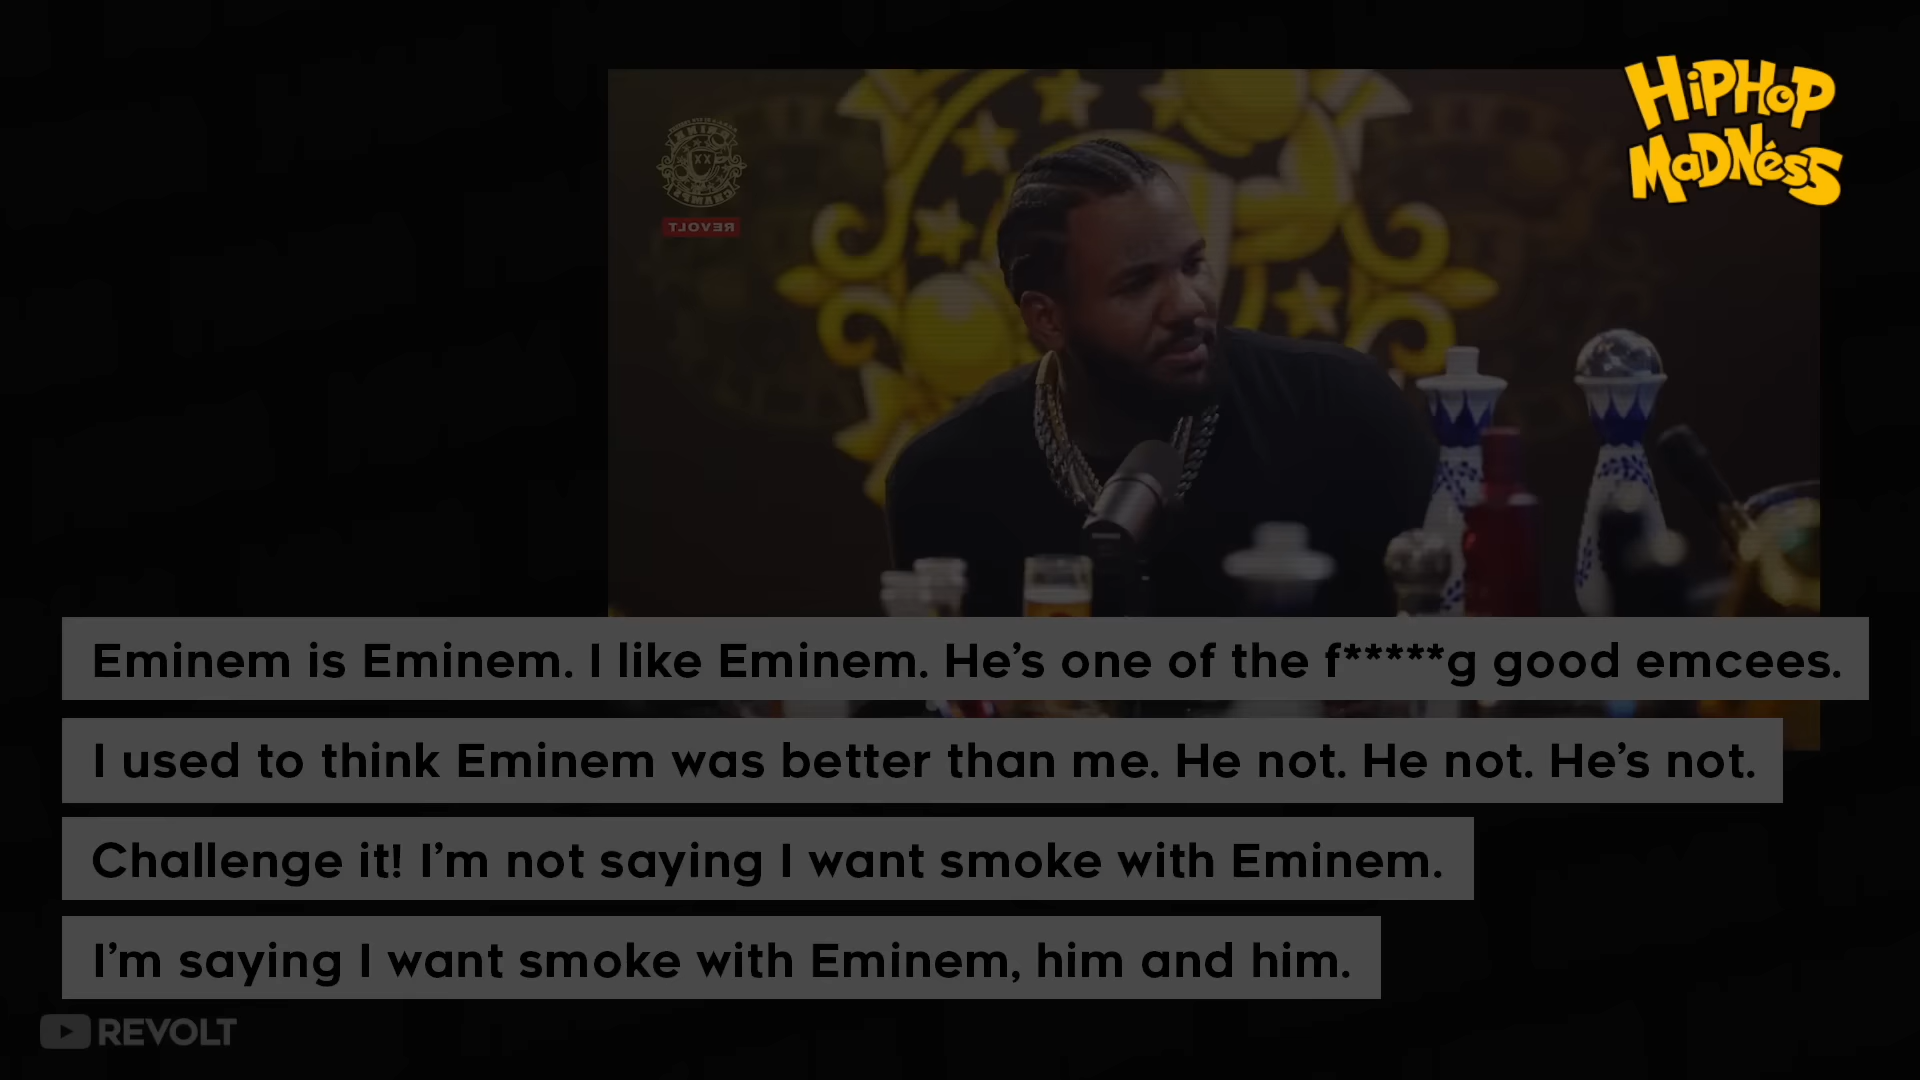 HiPHoP
MaDNéss
DRINK
CHAMPS
REVOLT
Eminem is Eminem. I like Eminem. He’s one of the f*****g good emcees.
I used to think Eminem was better than me. He not. He not. He’s not.
Challenge it! I’m not saying I want smoke with Eminem.
I’m saying I want smoke with Eminem, him and him.
REVOLT